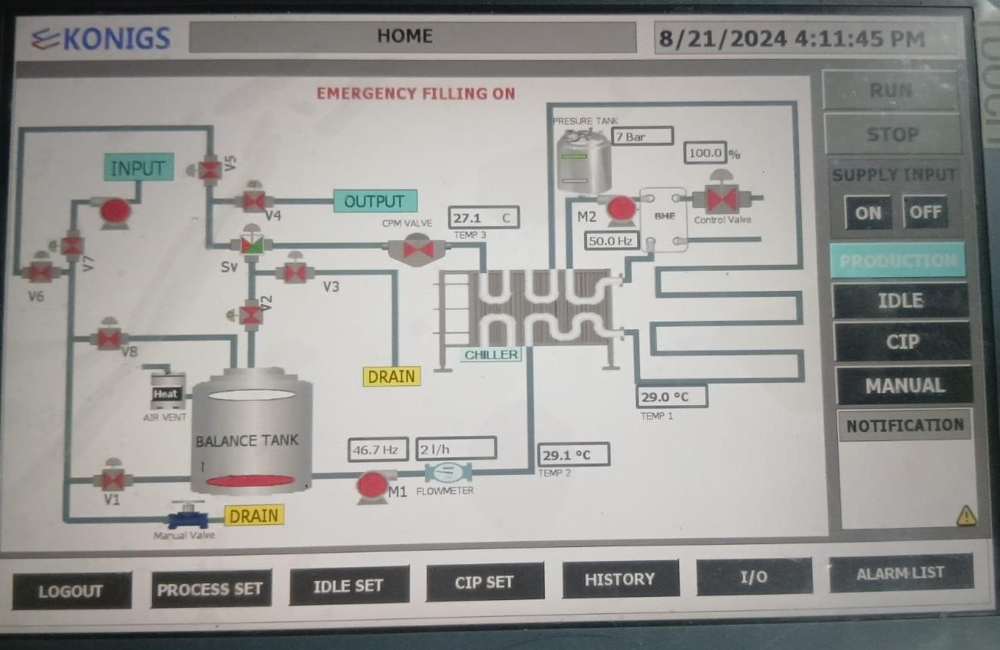 KONIGS
HOME
8/21/2024 4:11:45 PM
EMERGENCY FILLING ON
RUN
STOP
SUPPLY INPUT
ON
OFF
PRODUCTION
IDLE
CIP
MANUAL
NOTIFICATION
PRESURE TANK
7 Bar
100.0 %
INPUT
V5
V4
OUTPUT
CPM VALVE
27.1 C
TEMP 3
M2
BHE
Control Valve
50.0 Hz
V7
V6
SV
V3
V2
V8
CHILLER
DRAIN
Heat
AIR VENT
BALANCE TANK
29.0 °C
TEMP 1
46.7 Hz
2 l/h
29.1 °C
TEMP 2
M1
FLOWMETER
V1
DRAIN
Manual Valve
LOGOUT
PROCESS SET
IDLE SET
CIP SET
HISTORY
I/O
ALARM LIST